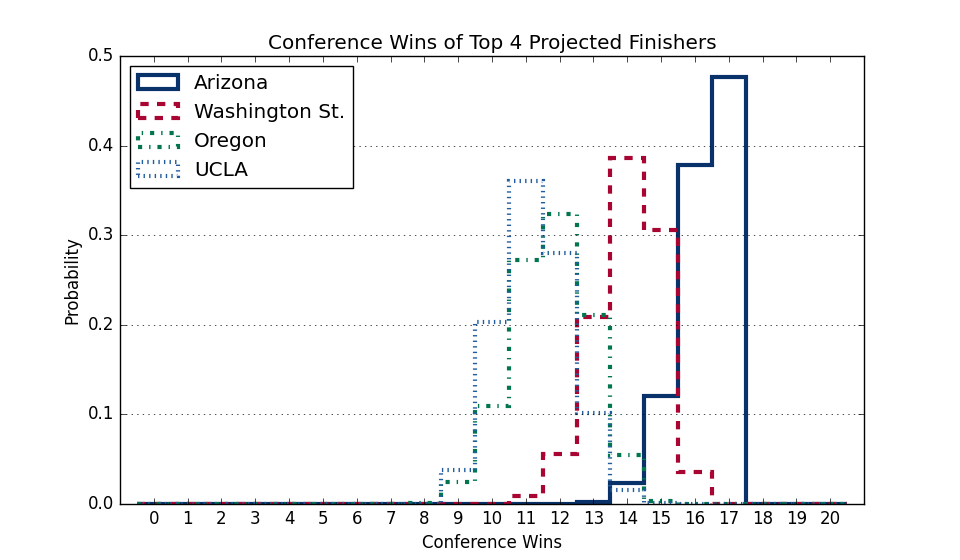 Conference Wins of Top 4 Projected Finishers
0.5
0.4
0.3
0.2
0.1
0.0
Probability
Arizona
Washington St.
Oregon
UCLA
0 1 2 3 4 5 6 7 8 9 10 11 12 13 14 15 16 17 18 19 20
Conference Wins